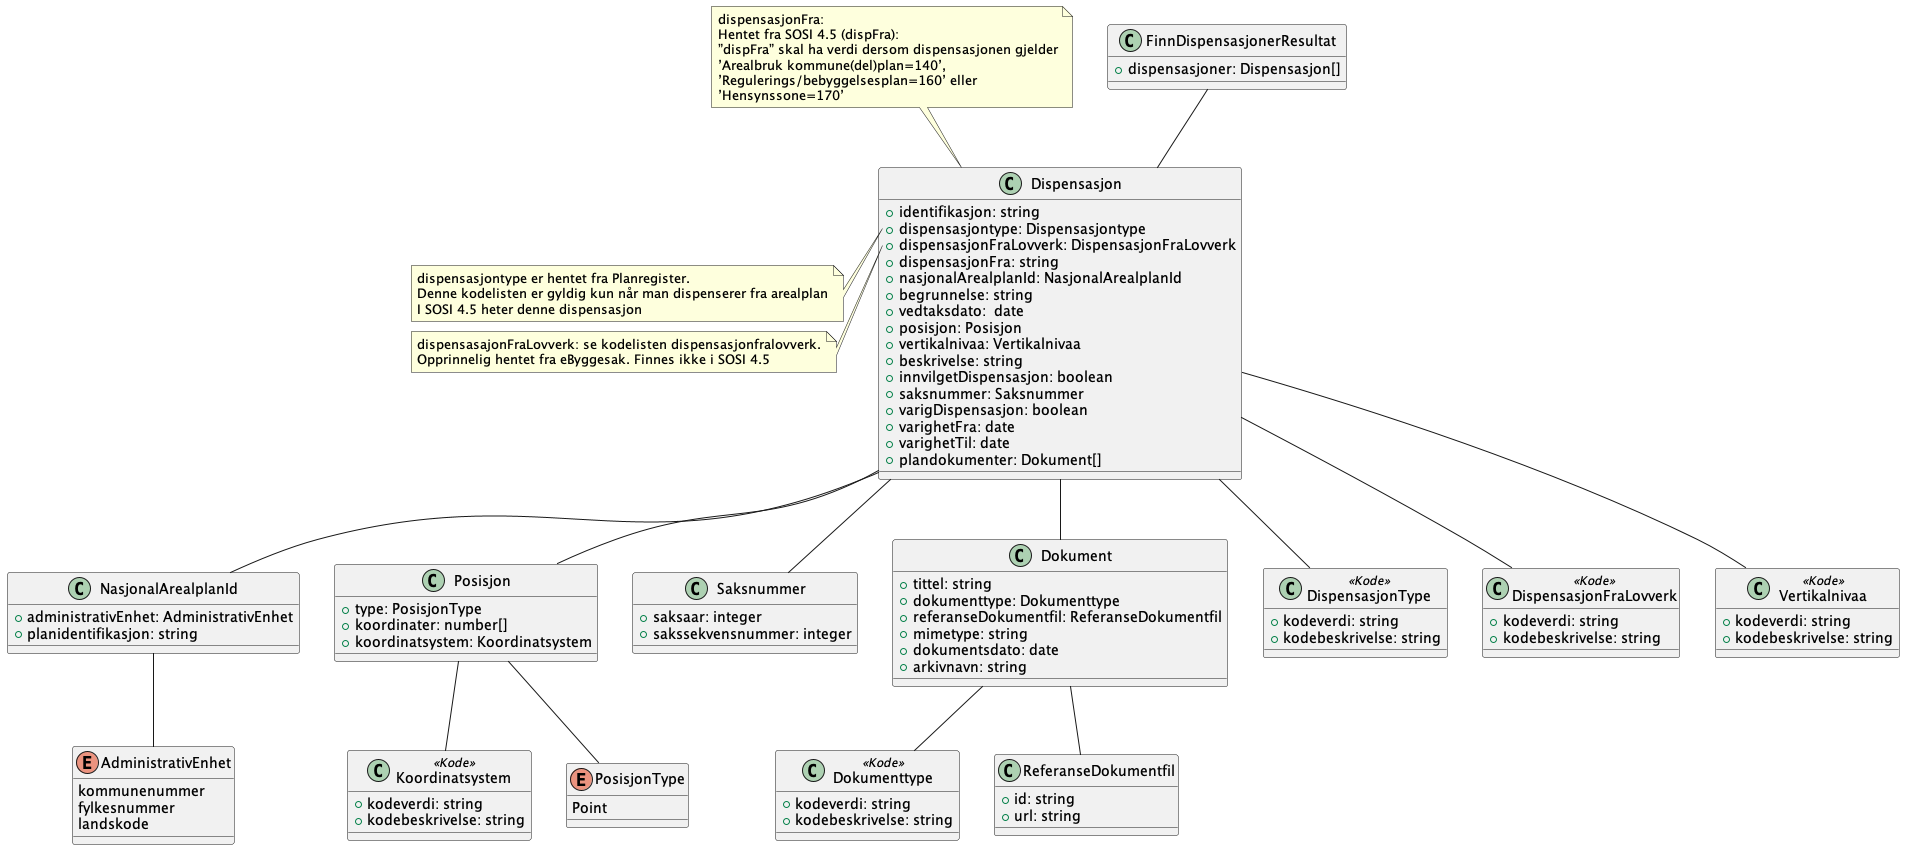 dispensasjonFra:
Hentet fra SOSI 4.5 (dispFra):
"dispFra" skal ha verdi dersom dispensasjonen gjelder
'Arealbruk kommune(del)plan=140',
'Regulerings/bebyggelsesplan=160' eller
'Hensynssone=170'
C FinnDispensasjonerResultat
dispensasjoner: Dispensasjon[]
C Dispensasjon
identifikasjon: string
dispensasjontype: Dispensasjontype
dispensasjonFraLovverk: DispensasjonFraLovverk
dispensasjonFra: string
nasjonalArealplanId: NasjonalArealplanId
begrunnelse: string
vedtaksdato:  date
posisjon: Posisjon
vertikalnivaa: Vertikalnivaa
beskrivelse: string
innvilgetDispensasjon: boolean
saksnummer: Saksnummer
varigDispensasjon: boolean
varighetFra: date
varighetTil: date
plandokumenter: Dokument[]
dispensasjontype er hentet fra Planregister.
Denne kodelisten er gyldig kun når man dispenserer fra arealplan
I SOSI 4.5 heter denne dispensasjon
dispensasajonFraLovverk: se kodelisten dispensasjonfralovverk.
Opprinnelig hentet fra eByggesak. Finnes ikke i SOSI 4.5
C NasjonalArealplanId
administrativEnhet: AdministrativEnhet
planidentifikasjon: string
C Posisjon
type: PosisjonType
koordinater: number[]
koordinatsystem: Koordinatsystem
C Saksnummer
saksaar: integer
sakssekvensnummer: integer
C Dokument
tittel: string
dokumenttype: Dokumenttype
referanseDokumentfil: ReferanseDokumentfil
mimetype: string
dokumentsdato: date
arkivnavn: string
«Kode»
C DispensasjonType
kodeverdi: string
kodebeskrivelse: string
«Kode»
C DispensasjonFraLovverk
kodeverdi: string
kodebeskrivelse: string
«Kode»
C Vertikalnivaa
kodeverdi: string
kodebeskrivelse: string
E AdministrativEnhet
kommunenummer
fylkesnummer
landskode
«Kode»
C Koordinatsystem
kodeverdi: string
kodebeskrivelse: string
E PosisjonType
Point
«Kode»
C Dokumenttype
kodeverdi: string
kodebeskrivelse: string
C ReferanseDokumentfil
id: string
url: string